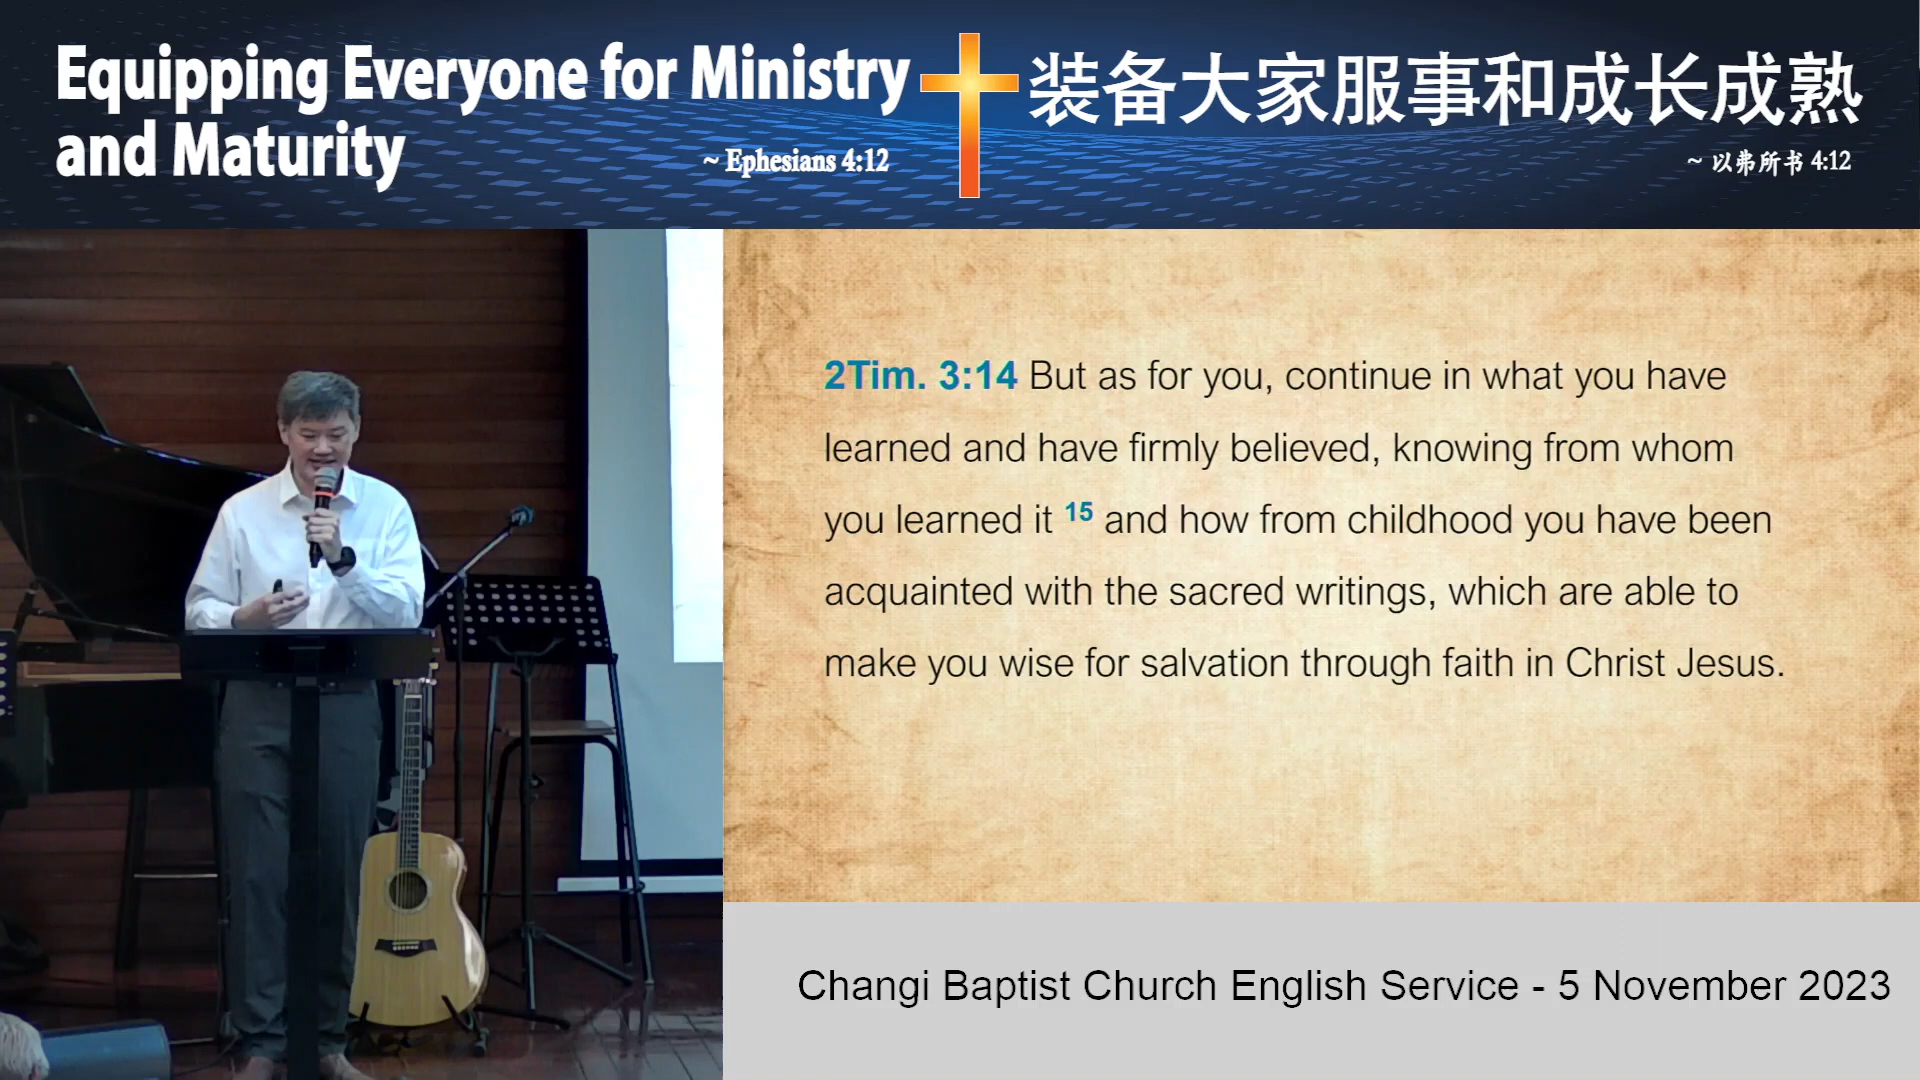 Equipping Everyone for Ministry
and Maturity
~ Ephesians 4:12
装备大家服事和成长成熟
~ 以弗所书 4:12
2Tim. 3:14 But as for you, continue in what you have
learned and have firmly believed, knowing from whom
you learned it 15 and how from childhood you have been
acquainted with the sacred writings, which are able to
make you wise for salvation through faith in Christ Jesus.
Changi Baptist Church English Service - 5 November 2023